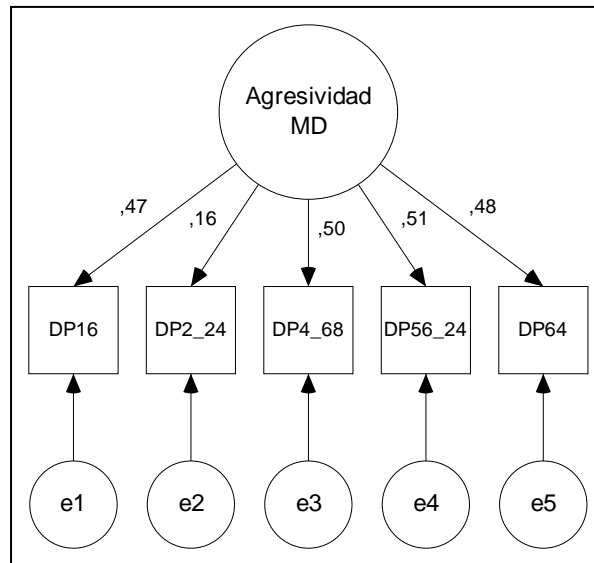 Agresividad
MD
,47
,16
,50
,51
,48
DP16
DP2_24
DP4_68
DP56_24
DP64
e1
e2
e3
e4
e5